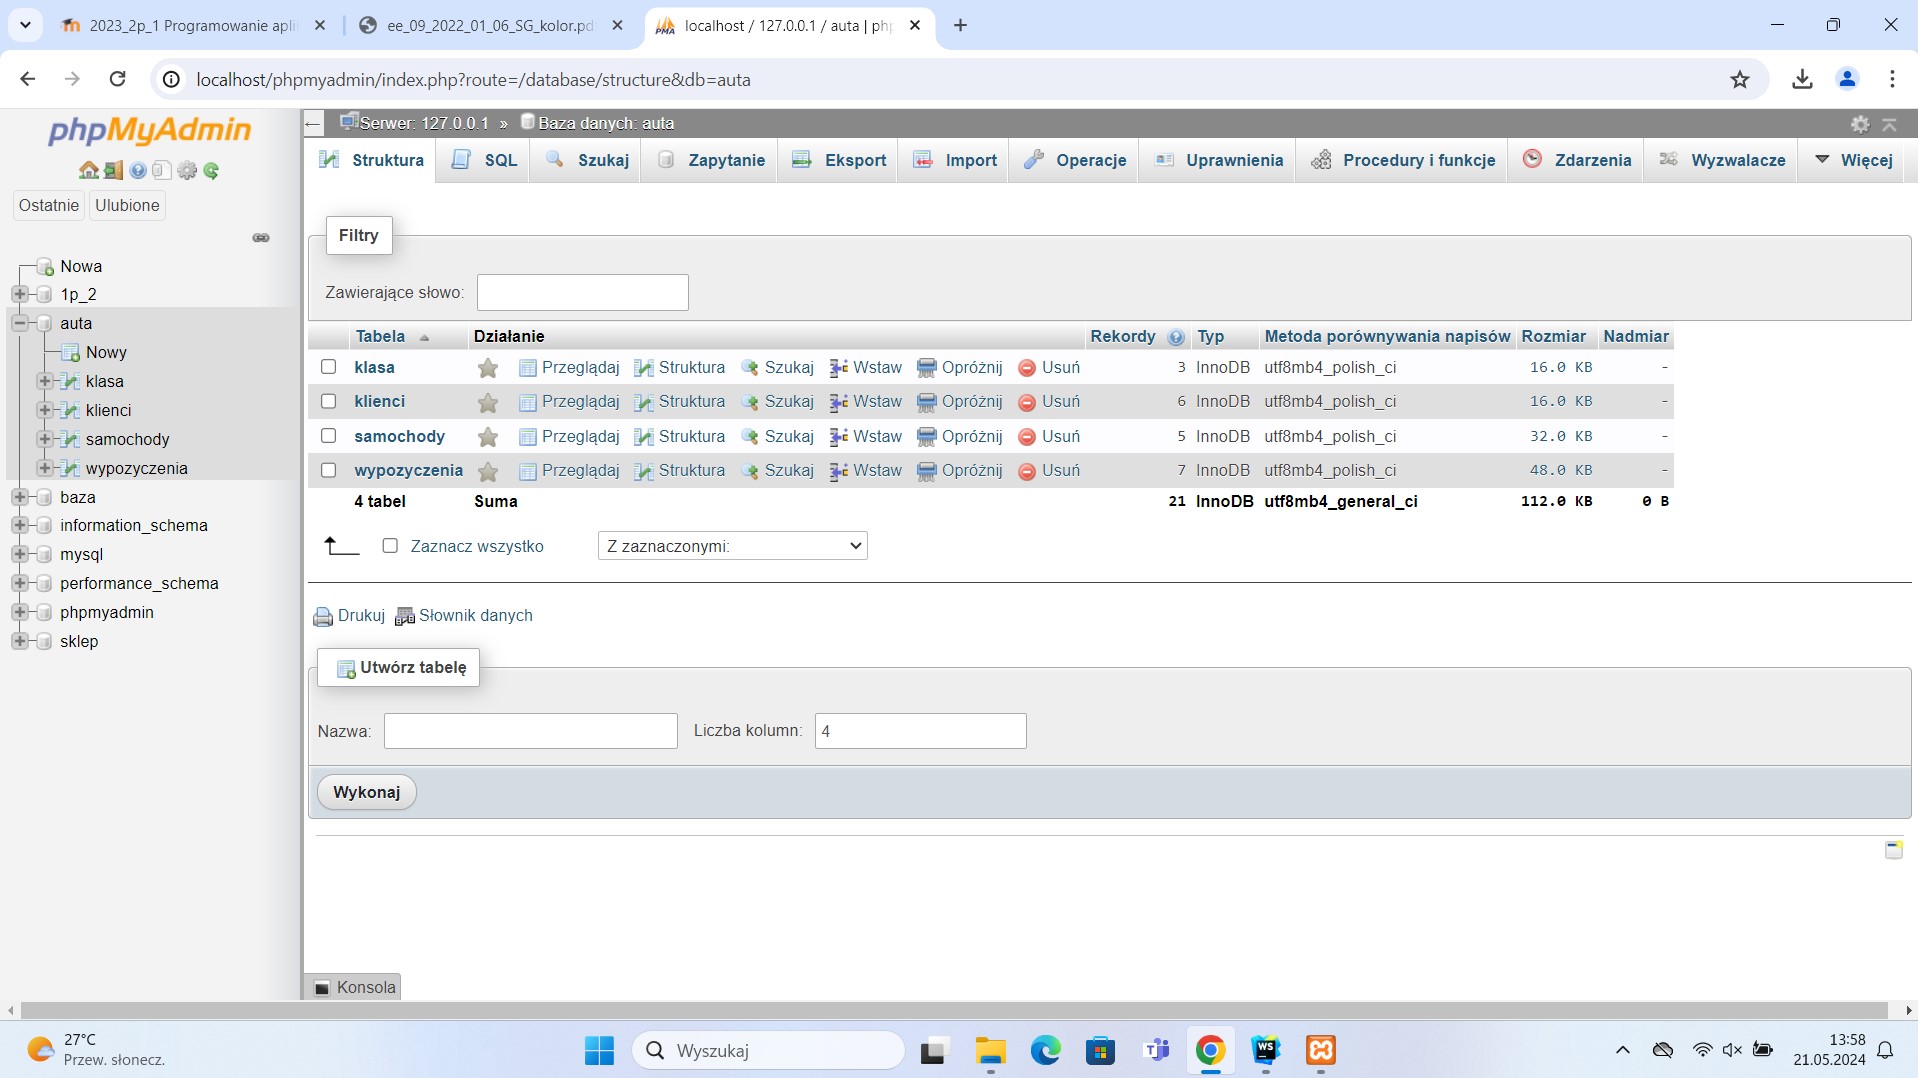 2023_2p_1 Programowanie apli
ee_09_2022_01_06_SG_kolor.pd
localhost / 127.0.0.1 / auta | php
localhost/phpmyadmin/index.php?route=/database/structure&db=auta
phpMyAdmin
Ostatnie
Ulubione
Nowa
1p_2
auta
Nowy
klasa
klienci
samochody
wypozyczenia
baza
information_schema
mysql
performance_schema
phpmyadmin
sklep
Serwer: 127.0.0.1 » Baza danych: auta
Struktura SQL Szukaj Zapytanie Eksport Import Operacje Uprawnienia Procedury i funkcje Zdarzenia Wyzwalacze Więcej
Filtry
Zawierające słowo:
Tabela Działanie Rekordy Typ Metoda porównywania napisów Rozmiar Nadmiar
klasa Przeglądaj Struktura Szukaj Wstaw Opróżnij Usuń 3 InnoDB utf8mb4_polish_ci 16.0 KB -
klienci Przeglądaj Struktura Szukaj Wstaw Opróżnij Usuń 6 InnoDB utf8mb4_polish_ci 16.0 KB -
samochody Przeglądaj Struktura Szukaj Wstaw Opróżnij Usuń 5 InnoDB utf8mb4_polish_ci 32.0 KB -
wypozyczenia Przeglądaj Struktura Szukaj Wstaw Opróżnij Usuń 7 InnoDB utf8mb4_polish_ci 48.0 KB -
4 tabel Suma 21 InnoDB utf8mb4_general_ci 112.0 KB 0 B
Zaznacz wszystko Z zaznaczonymi:
Drukuj Słownik danych
Utwórz tabelę
Nazwa: Liczba kolumn: 4
Wykonaj
Konsola
27°C
Przew. słonecz.
Wyszukaj
13:58
21.05.2024